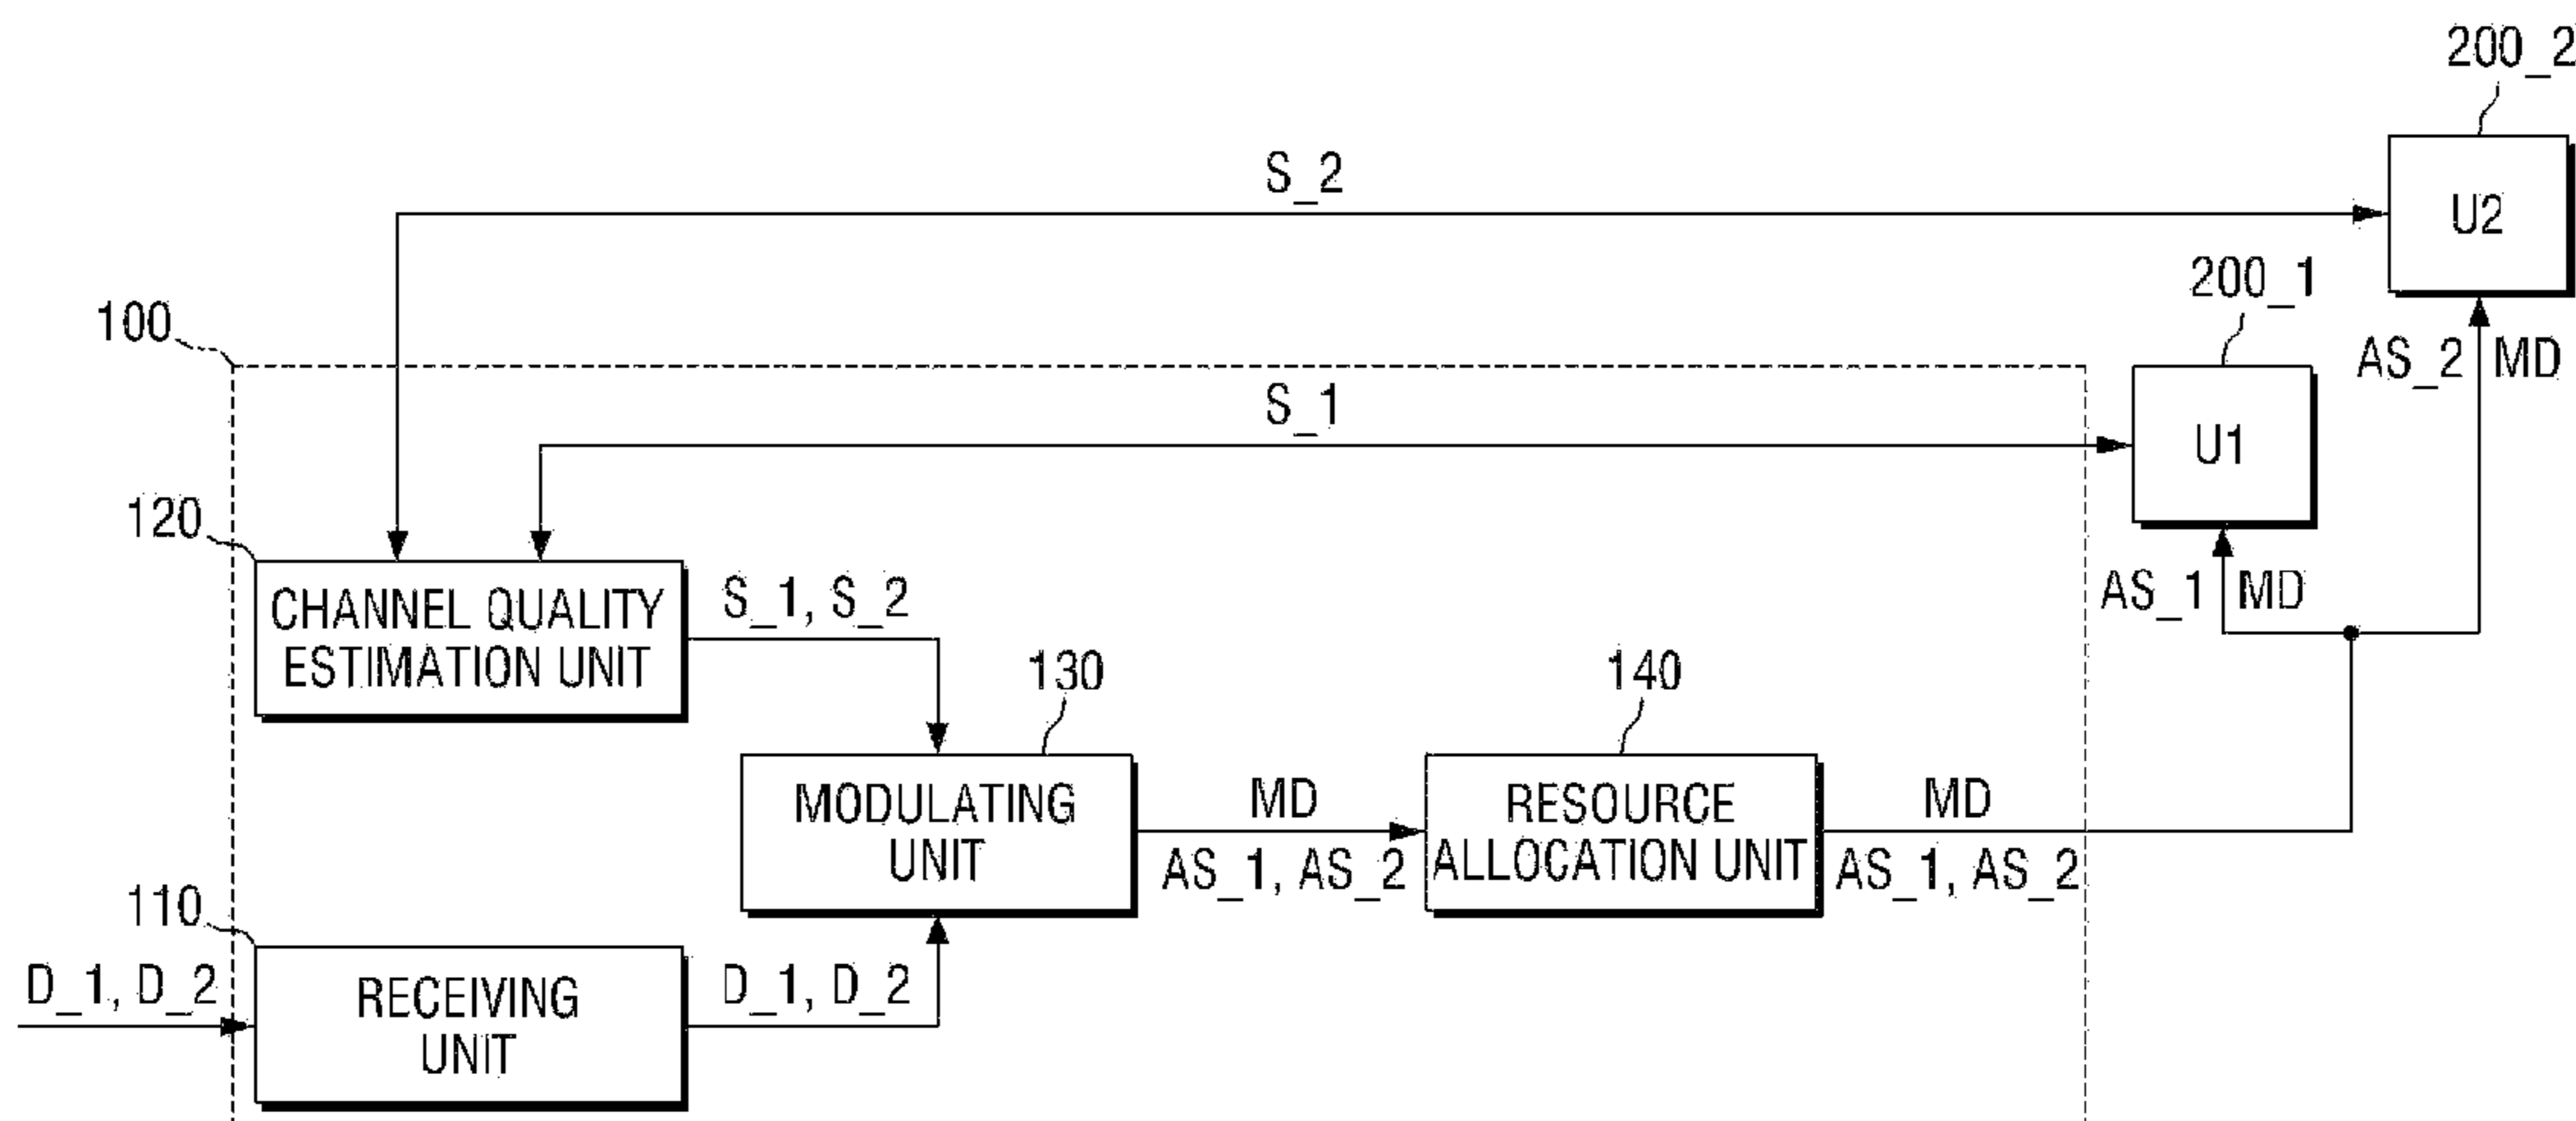 200_2
S_2
U2
200_1
100
AS_2 MD
S_1
U1
120
AS_1 MD
CHANNEL QUALITY
ESTIMATION UNIT
S_1, S_2
130
140
MODULATING
UNIT
MD
AS_1, AS_2
RESOURCE
ALLOCATION UNIT
MD
AS_1, AS_2
110
D_1, D_2
RECEIVING
UNIT
D_1, D_2